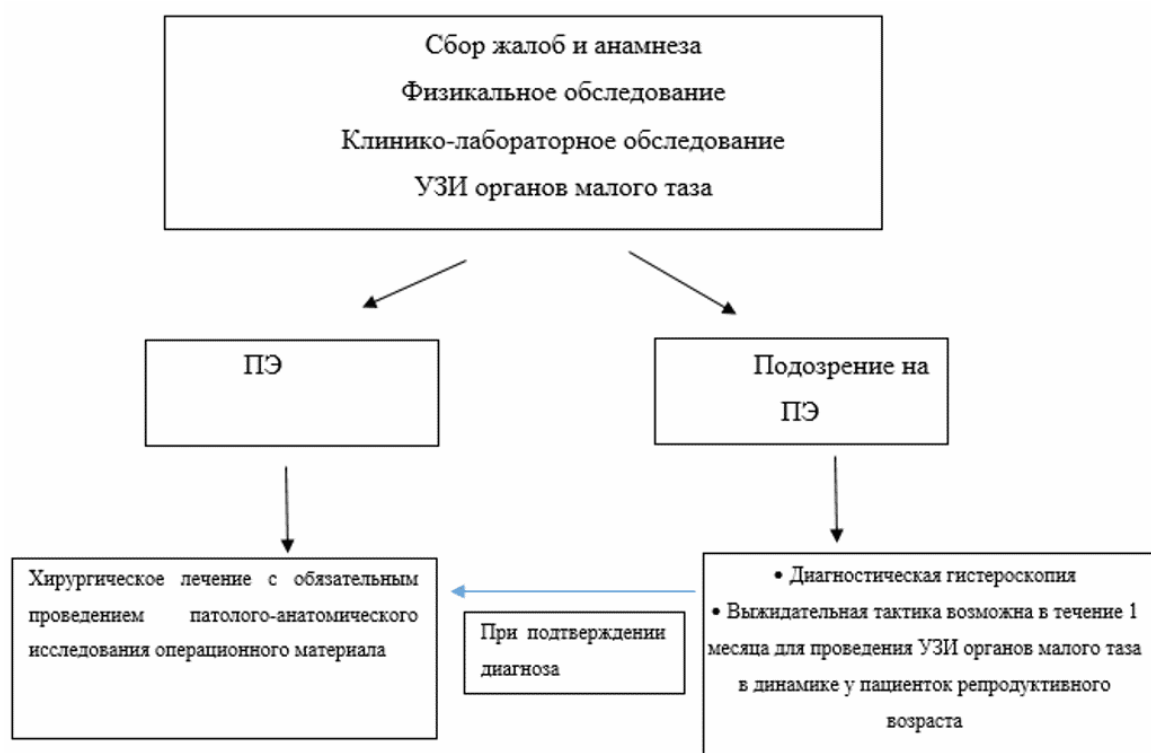 Сбор жалоб и анамнеза
Физикальное обследование
Клинико-лабораторное обследование
УЗИ органов малого таза
ПЭ
Подозрение на
ПЭ
Хирургическое лечение с обязательным
проведением патолого-анатомического
исследования операционного материала
При подтверждении
диагноза
• Диагностическая гистероскопия
• Выжидательная тактика возможна в течение 1
месяца для проведения УЗИ органов малого таза
в динамике у пациенток репродуктивного
возраста